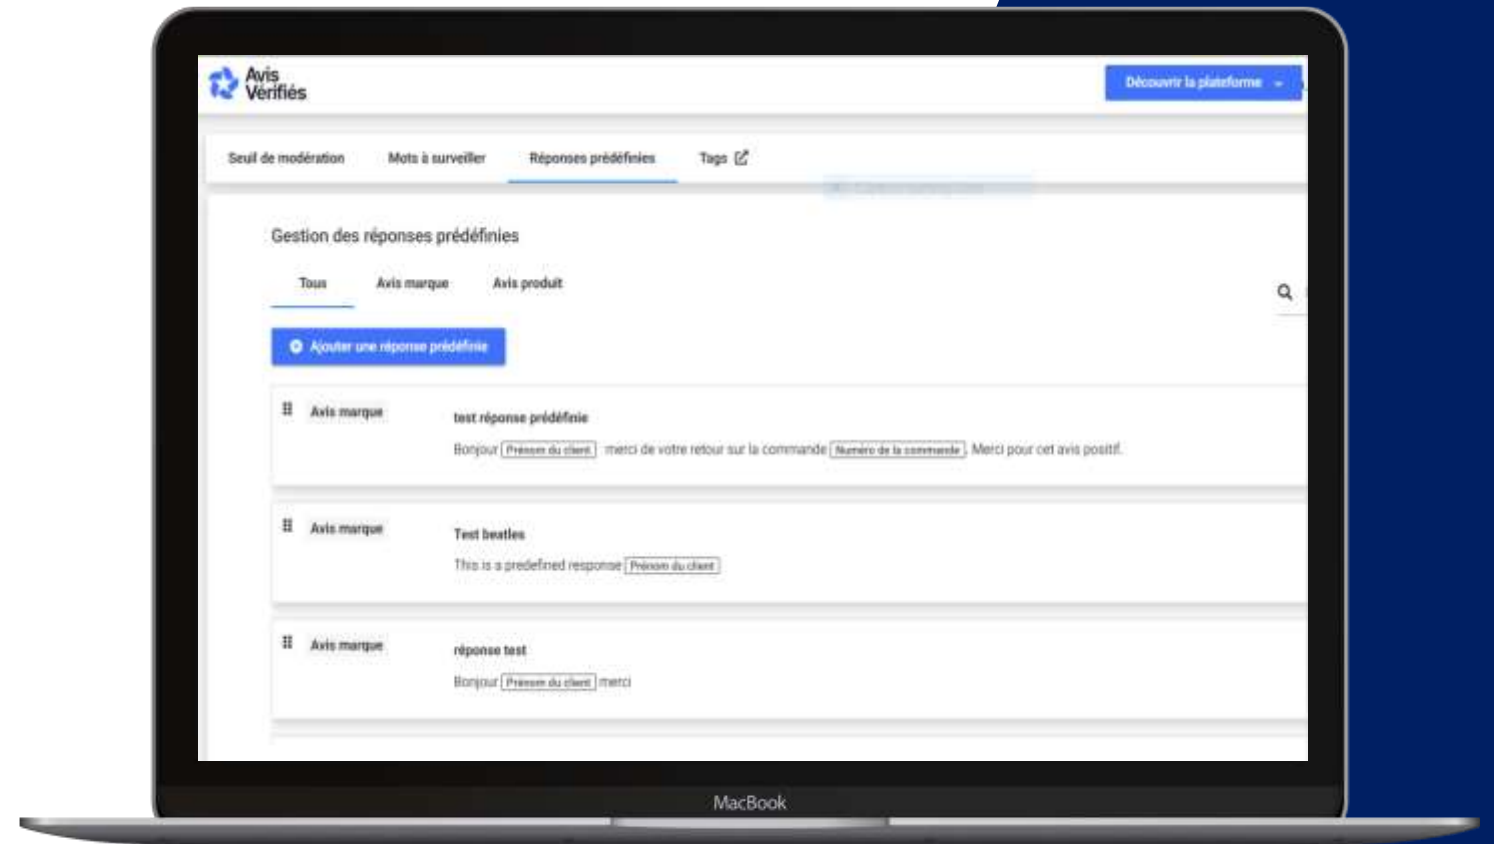 Avis
Vérifiés
Découvrir la plateforme
Seuil de modération Mots à surveiller Réponses prédéfinies Tags
Gestion des réponses prédéfinies
Tous Avis marque Avis produit
Ajouter une réponse prédéfinie
Avis marque test réponse prédéfinie
Bonjour Prénom du client merci de votre retour sur la commande Numéro de la commande. Merci pour cet avis positif.
Avis marque Test beatles
This is a predefined response Prénom du client
Avis marque réponse test
Bonjour Prénom du client merci
MacBook